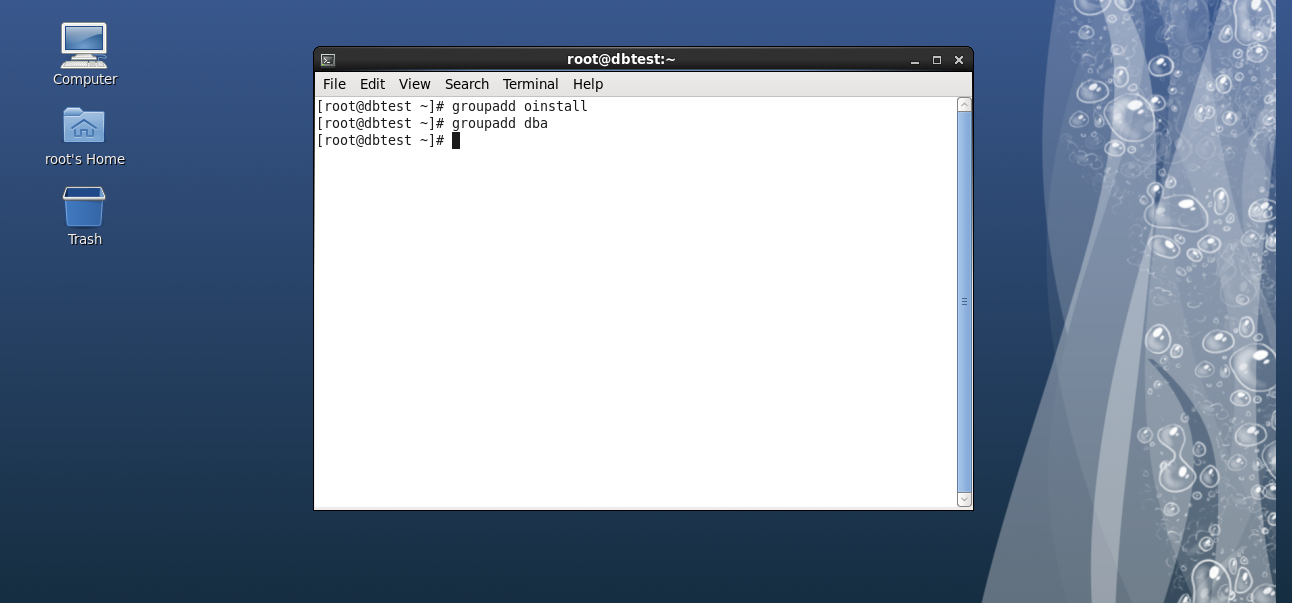 Computer
root's Home
Trash
root@dbtest:~
File Edit View Search Terminal Help
[root@dbtest ~]# groupadd oinstall
[root@dbtest ~]# groupadd dba
[root@dbtest ~]#